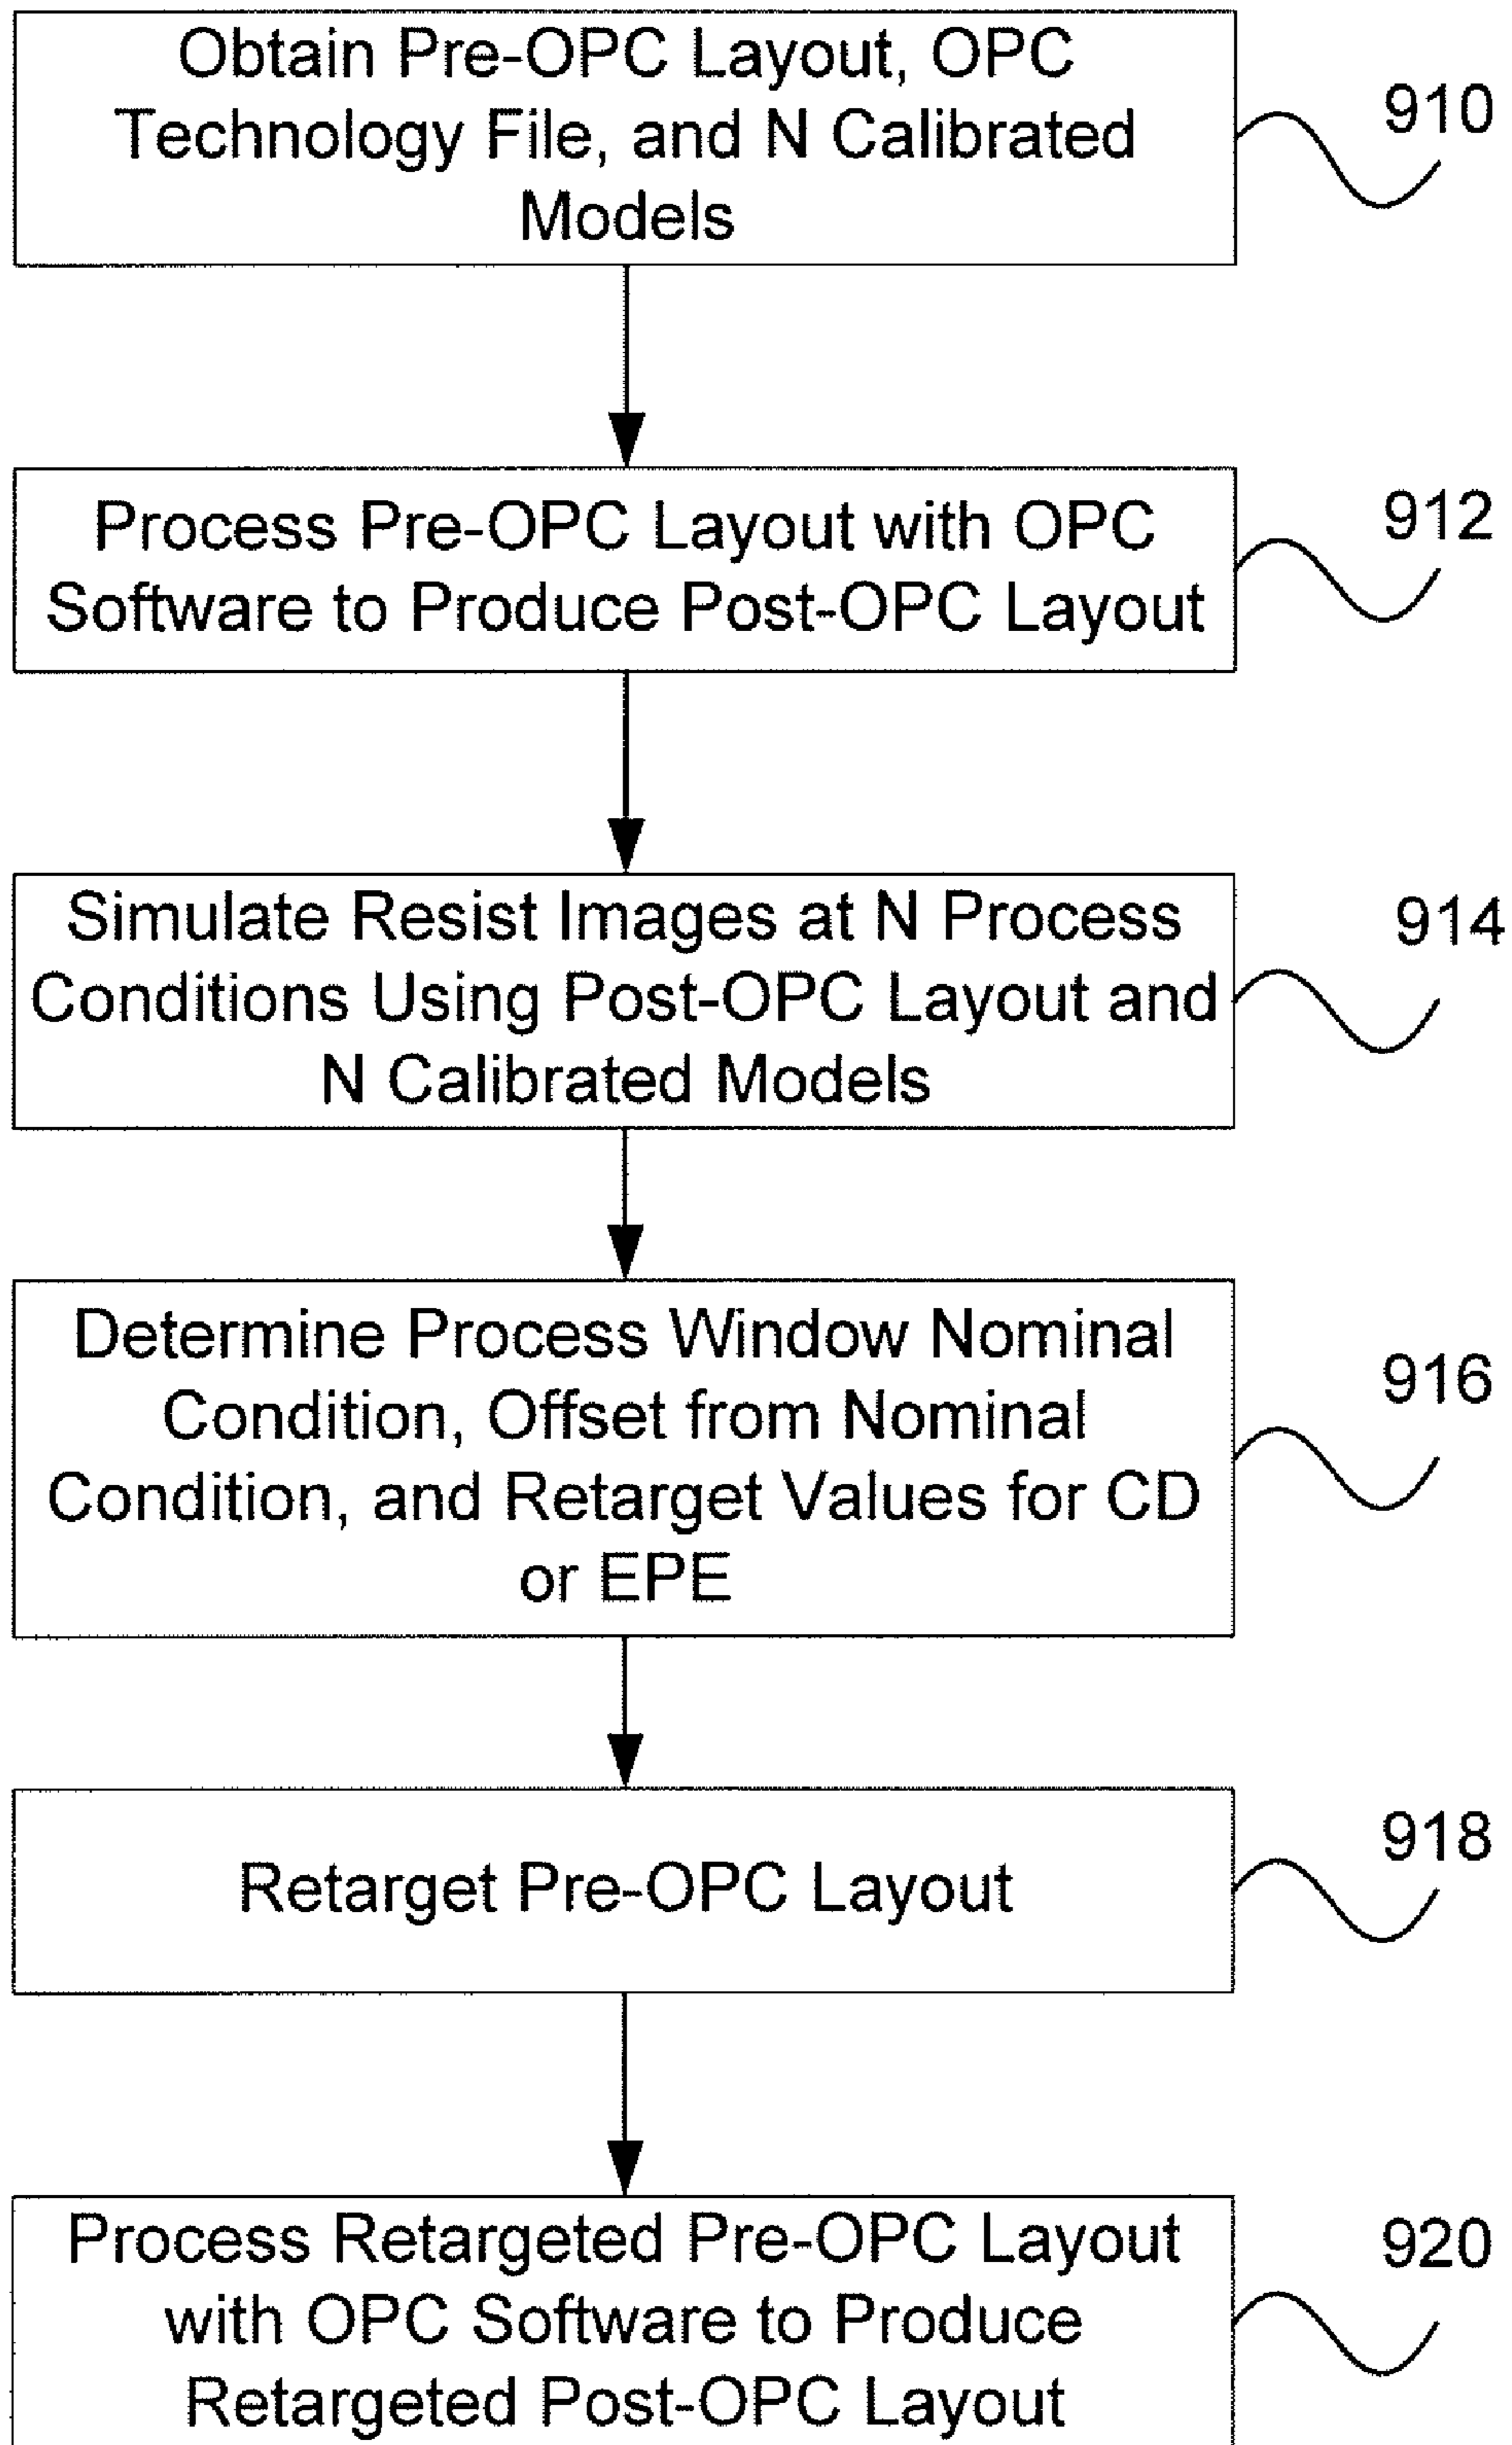 Obtain Pre-OPC Layout, OPC
Technology File, and N Calibrated
Models
910
Process Pre-OPC Layout with OPC
Software to Produce Post-OPC Layout
912
Simulate Resist Images at N Process
Conditions Using Post-OPC Layout and
N Calibrated Models
914
Determine Process Window Nominal
Condition, Offset from Nominal
Condition, and Retarget Values for CD
or EPE
916
Retarget Pre-OPC Layout
918
Process Retargeted Pre-OPC Layout
with OPC Software to Produce
Retargeted Post-OPC Layout
920